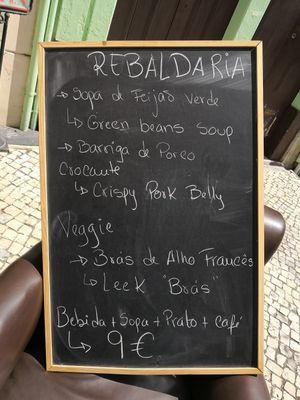 REBALDARIA
→ Sopa de Feijão verde
↳ Green beans soup
→ Barriga de Porco
crocante
↳ Crispy Pork Belly
Veggie
→ Brás de Alho Francês
↳ Leek "Brás"
Bebida + Sopa + Prato + café
↳ 9€